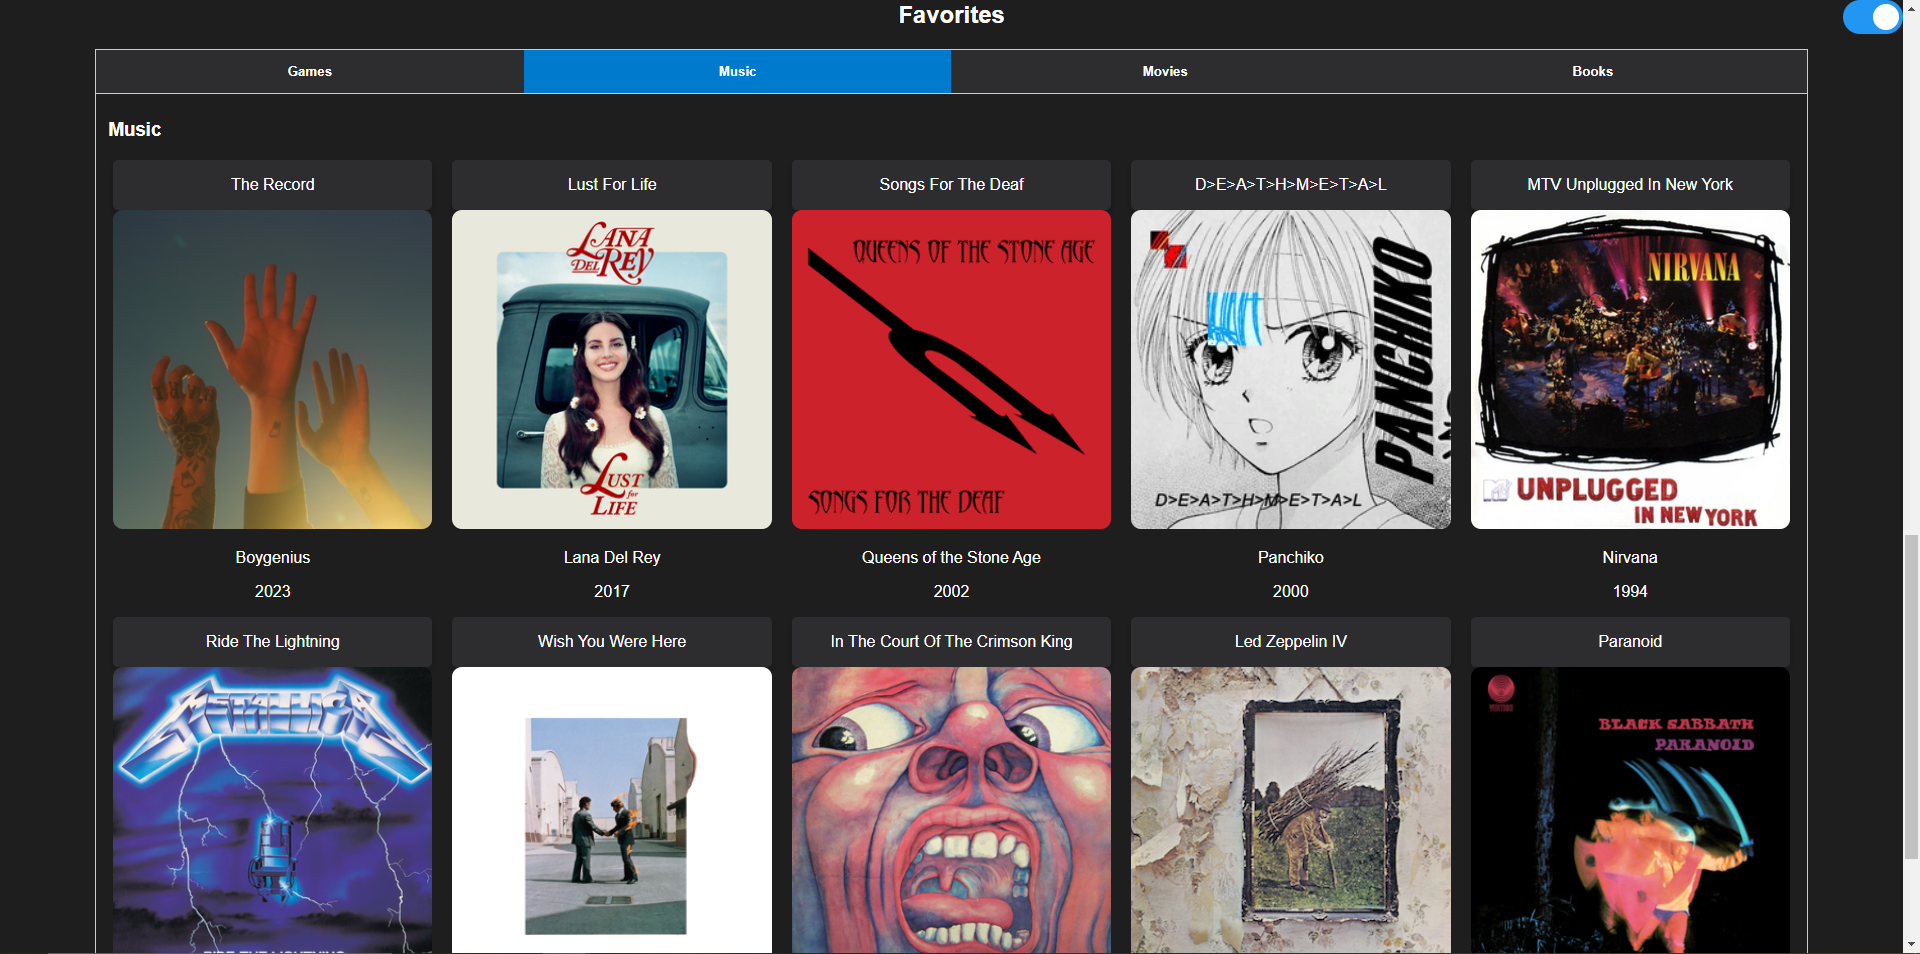 Favorites
Games
Music
Movies
Books
Music
The Record
Lust For Life
Songs For The Deaf
D>E>A>T>H>M>E>T>A>L
MTV Unplugged In New York
LANA
DEL REY
LUST
for
LIFE
QUEENS OF THE STONE AGE
SONGS FOR THE DEAF
PANCHIKO
D>E>A>T>H>M>E>T>A>L
NIRVANA
MTV UNPLUGGED
IN NEW YORK
Boygenius
Lana Del Rey
Queens of the Stone Age
Panchiko
Nirvana
2023
2017
2002
2000
1994
Ride The Lightning
Wish You Were Here
In The Court Of The Crimson King
Led Zeppelin IV
Paranoid
METALLICA
RIDE THE LIGHTNING
BLACK SABBATH
PARANOID